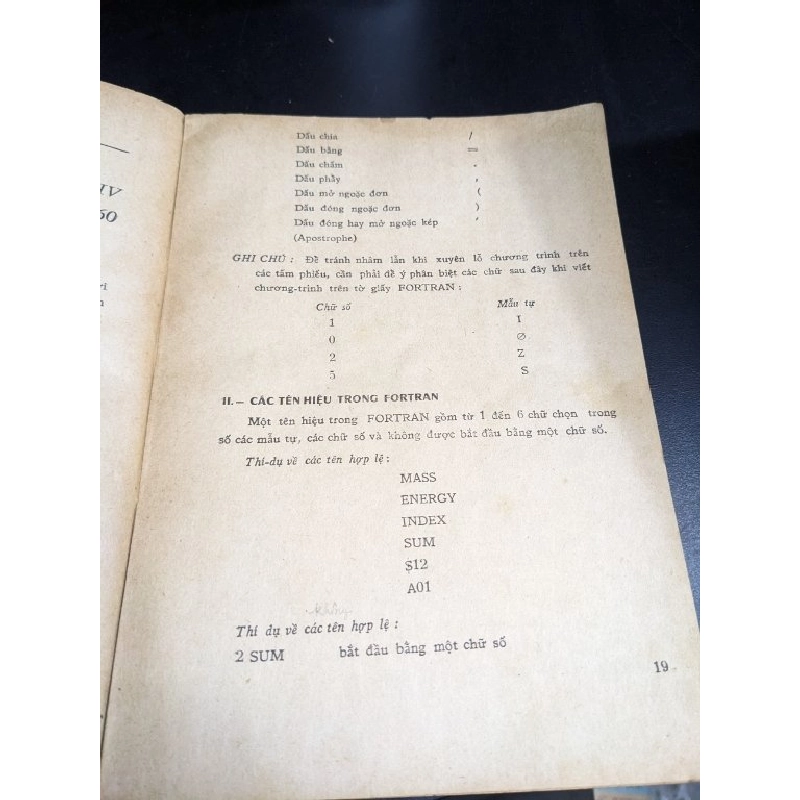 IV
50
Dấu chia /
Dấu bằng =
Dấu chấm .
Dấu phẩy ,
Dấu mở ngoặc đơn (
Dấu đóng ngoặc đơn )
Dấu đóng hay mở ngoặc kép '
(Apostrophe)
GHI CHÚ : Để tránh nhầm lẫn khi xuyên lỗ chương trình trên
các tấm phiếu, cần phải để ý phân biệt các chữ sau đây khi viết
chương-trình trên tờ giấy FORTRAN :
Chữ số Mẫu tự
1 I
0 ∅
2 Z
5 S
II.— CÁC TÊN HIỆU TRONG FORTRAN
Một tên hiệu trong FORTRAN gồm từ 1 đến 6 chữ chọn trong
số các mẫu tự, các chữ số và không được bắt đầu bằng một chữ số.
Thí-dụ về các tên hợp lệ :
MASS
ENERGY
INDEX
SUM
$12
A01
không
Thí dụ về các tên hợp lệ :
2 SUM bắt đầu bằng một chữ số
19